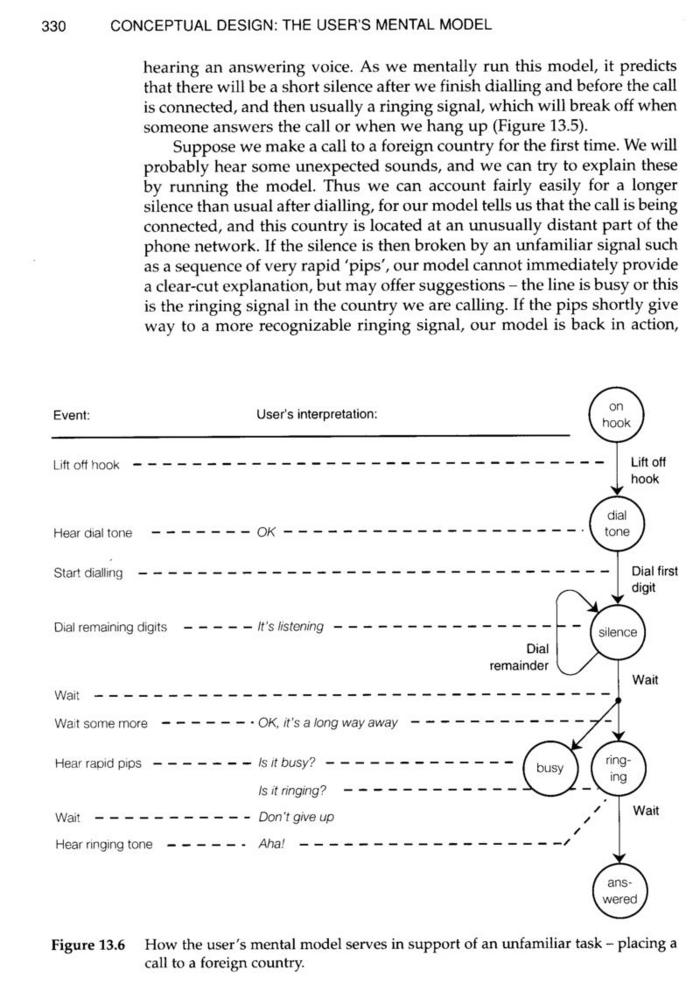 330 CONCEPTUAL DESIGN: THE USER'S MENTAL MODEL
hearing an answering voice. As we mentally run this model, it predicts
that there will be a short silence after we finish dialling and before the call
is connected, and then usually a ringing signal, which will break off when
someone answers the call or when we hang up (Figure 13.5).
Suppose we make a call to a foreign country for the first time. We will
probably hear some unexpected sounds, and we can try to explain these
by running the model. Thus we can account fairly easily for a longer
silence than usual after dialling, for our model tells us that the call is being
connected, and this country is located at an unusually distant part of the
phone network. If the silence is then broken by an unfamiliar signal such
as a sequence of very rapid 'pips', our model cannot immediately provide
a clear-cut explanation, but may offer suggestions – the line is busy or this
is the ringing signal in the country we are calling. If the pips shortly give
way to a more recognizable ringing signal, our model is back in action,
Event: User's interpretation:
on
hook
Lift off hook
Lift off
hook
Hear dial tone OK
dial
tone
Start dialling
Dial first
digit
Dial remaining digits It's listening
silence
Dial
remainder
Wait
Wait
Wait some more OK, it's a long way away
Hear rapid pips Is it busy?
busy
ring-
ing
Is it ringing?
Wait Don't give up
Wait
Hear ringing tone Aha!
ans-
wered
Figure 13.6 How the user's mental model serves in support of an unfamiliar task – placing a
call to a foreign country.